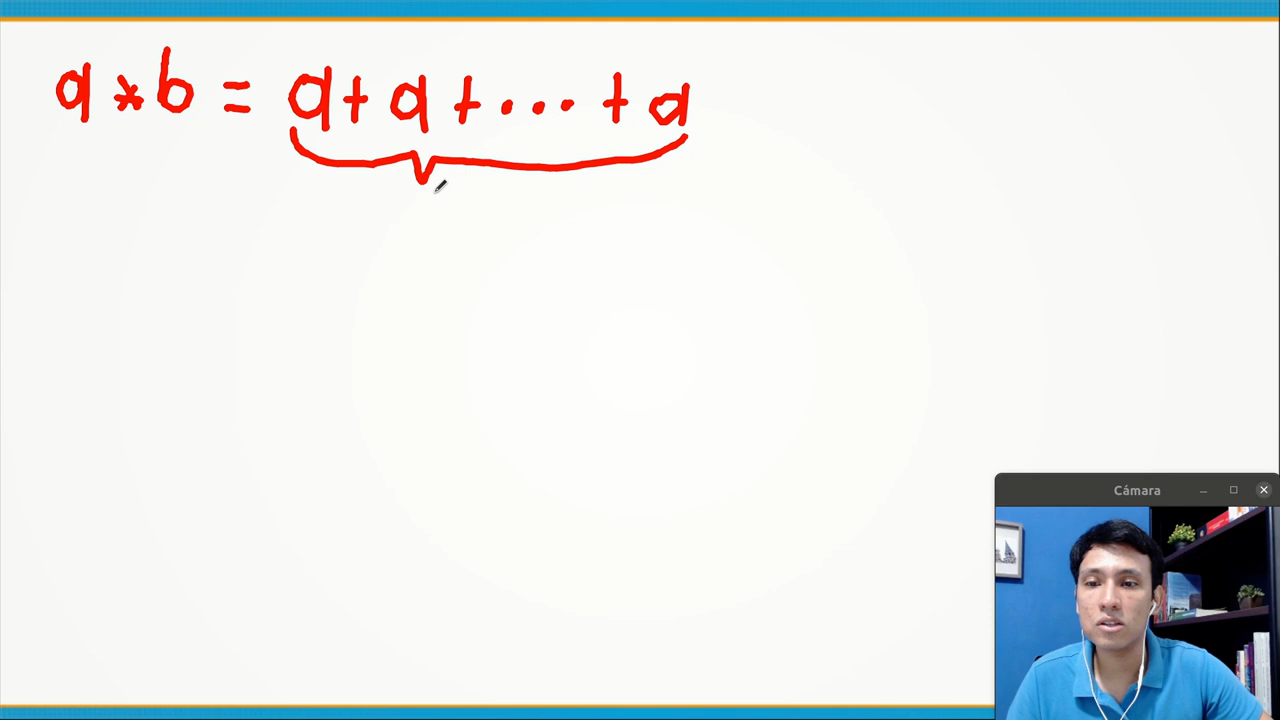 a * b = a + a + ... + a
Cámara